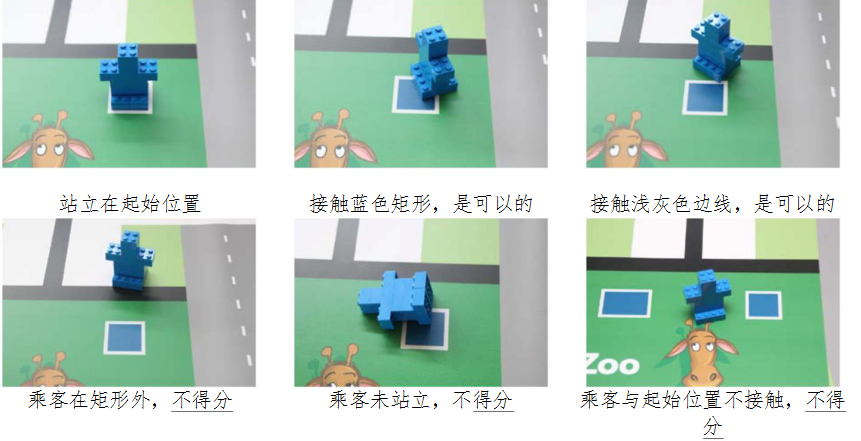 站立在起始位置
接触蓝色矩形，是可以的
接触浅灰色边线，是可以的
Zoo
乘客在矩形外，不得分
乘客未站立，不得分
乘客与起始位置不接触，不得
分